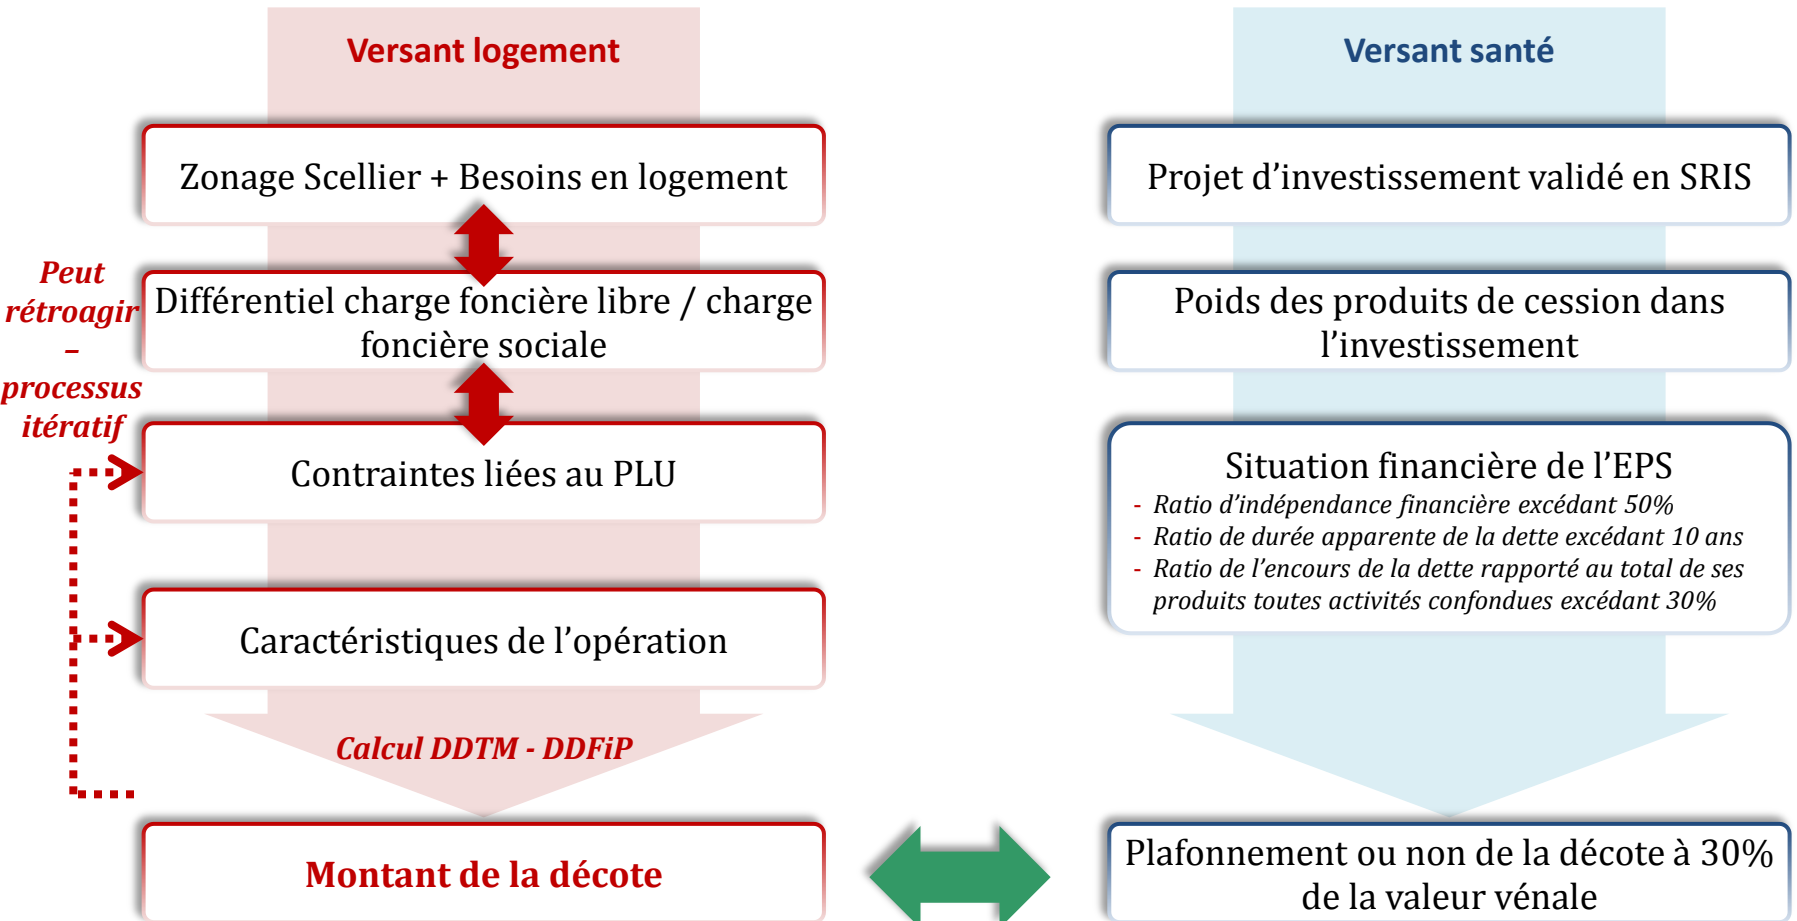 Versant logement
Zonage Scellier + Besoins en logement
Différentiel charge foncière libre / charge
foncière sociale
Contraintes liées au PLU
Caractéristiques de l'opération
Peut
rétroagir
–
processus
itératif
Calcul DDTM - DDFiP
Montant de la décote
Versant santé
Projet d'investissement validé en SRIS
Poids des produits de cession dans
l'investissement
Situation financière de l'EPS
- Ratio d'indépendance financière excédant 50%
- Ratio de durée apparente de la dette excédant 10 ans
- Ratio de l'encours de la dette rapporté au total de ses
produits toutes activités confondues excédant 30%
Plafonnement ou non de la décote à 30%
de la valeur vénale